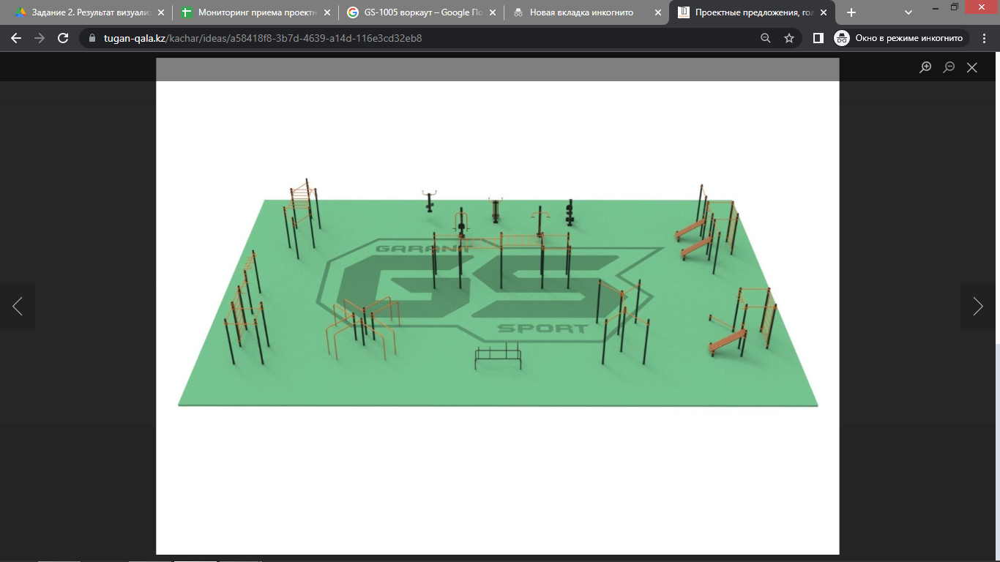 Задание 2. Результат визуали
Мониторинг приема проектн
GS-1005 воркаут – Google По
Новая вкладка инкогнито
Проектные предложения, гол
tugan-qala.kz/kachar/ideas/a58418f8-3b7d-4639-a14d-116e3cd32eb8
Окно в режиме инкогнито
GARANT
GS
SPORT